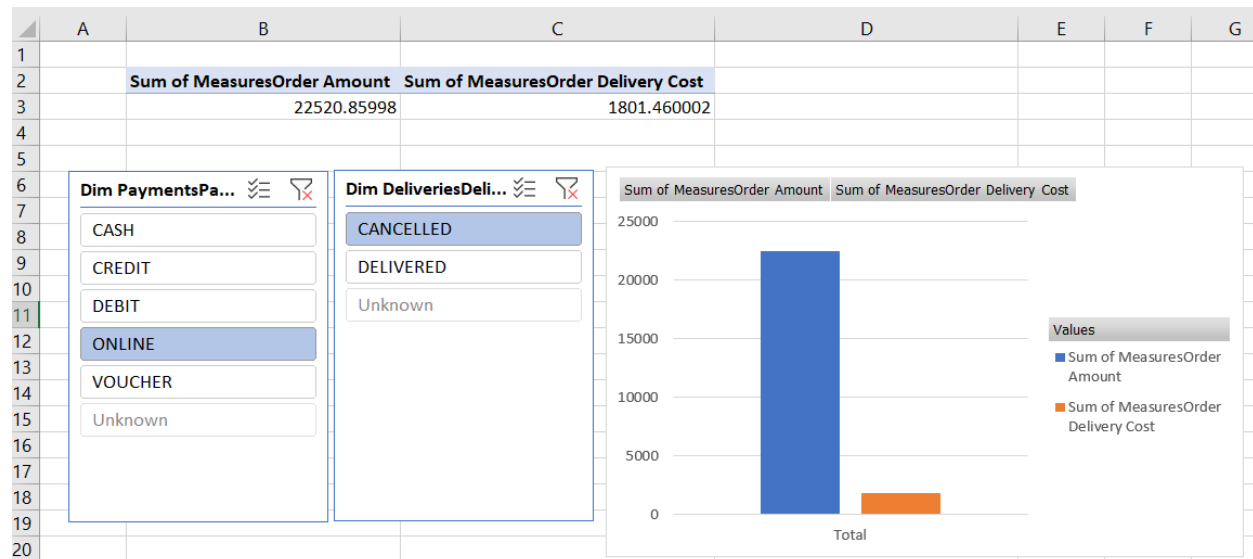 A B C D E F G
1
2 Sum of MeasuresOrder Amount Sum of MeasuresOrder Delivery Cost
3 22520.85998 1801.460002
4
5
6
7
8
9
10
11
12
13
14
15
16
17
18
19
20
Dim PaymentsPa...
CASH
CREDIT
DEBIT
ONLINE
VOUCHER
Unknown
Dim DeliveriesDeli...
CANCELLED
DELIVERED
Unknown
Sum of MeasuresOrder Amount Sum of MeasuresOrder Delivery Cost
25000
20000
15000
10000
5000
0
Total
Values
Sum of MeasuresOrder
Amount
Sum of MeasuresOrder
Delivery Cost